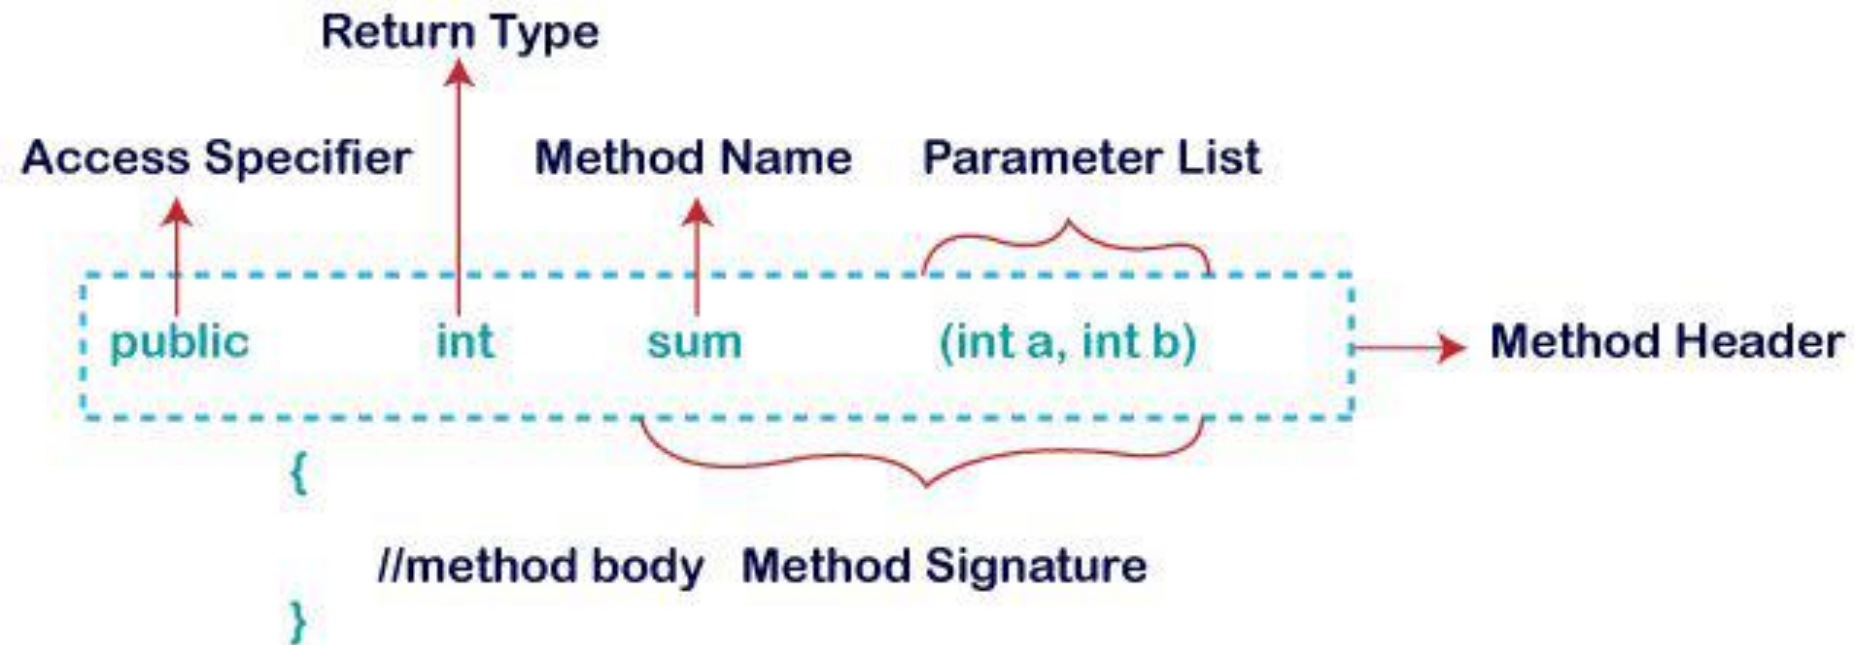 Return Type
Access Specifier Method Name Parameter List
public int sum (int a, int b) Method Header
{
//method body Method Signature
}